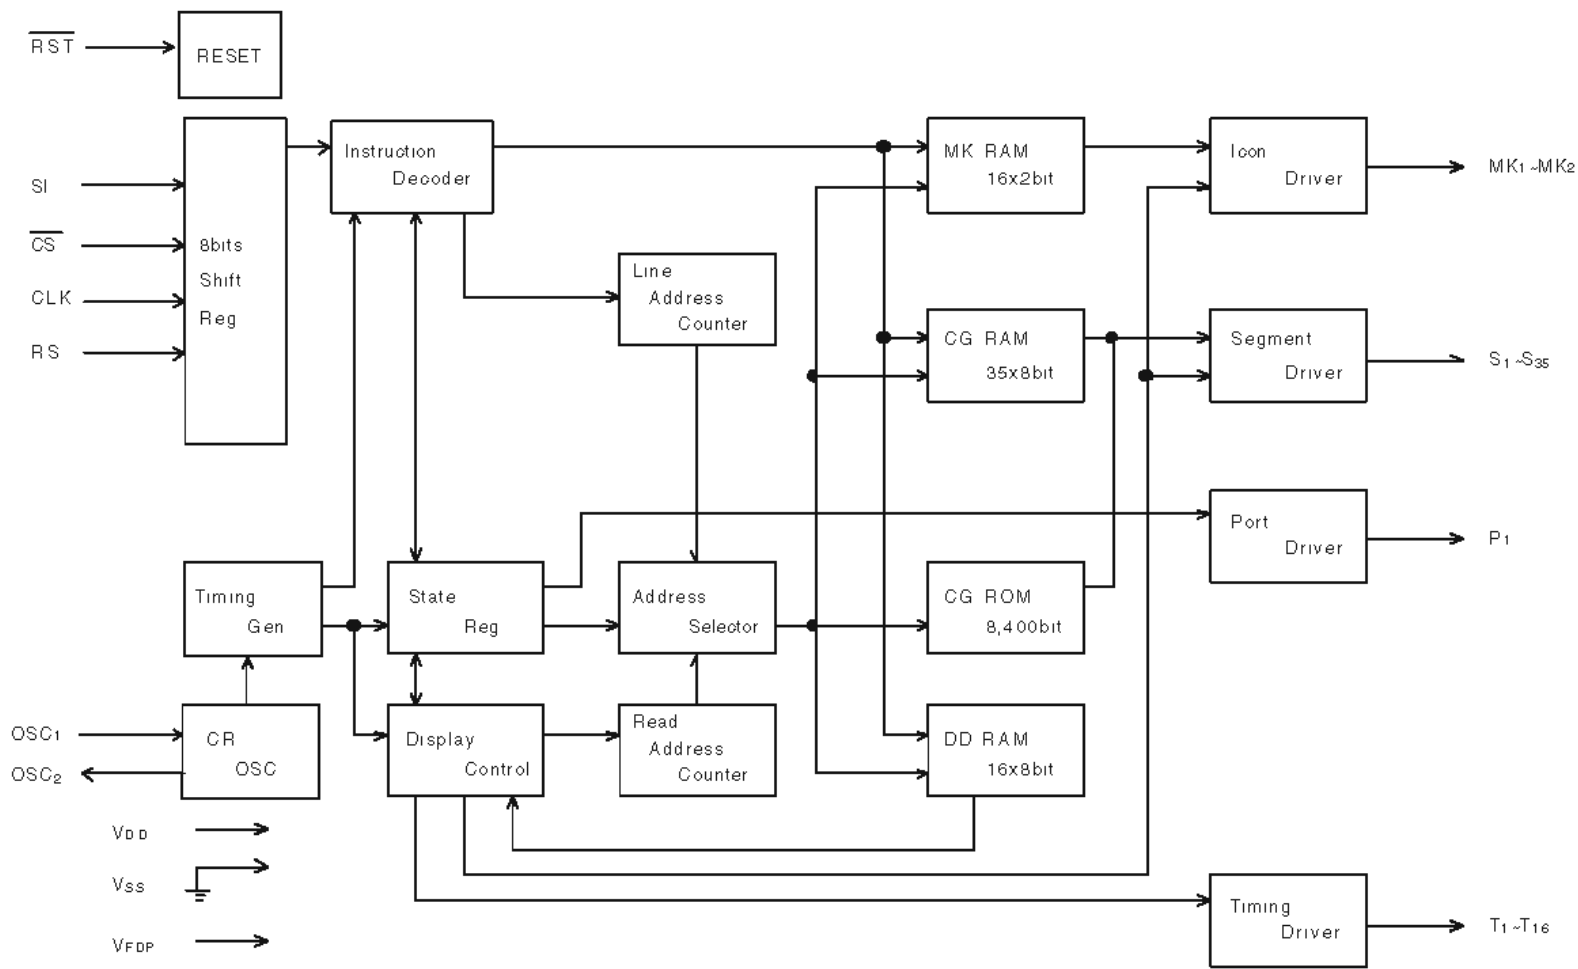 RST
RESET
SI
CS
CLK
RS
8bits
Shift
Reg
Instruction
Decoder
Line
Address
Counter
MK RAM
16x2bit
Icon
Driver
MK1~MK2
CG RAM
35x8bit
Segment
Driver
S1~S35
Port
Driver
P1
Timing
Gen
State
Reg
Address
Selector
CG ROM
8,400bit
OSC1
OSC2
CR
OSC
Display
Control
Read
Address
Counter
DD RAM
16x8bit
VDD
VSS
VFDP
Timing
Driver
T1~T16